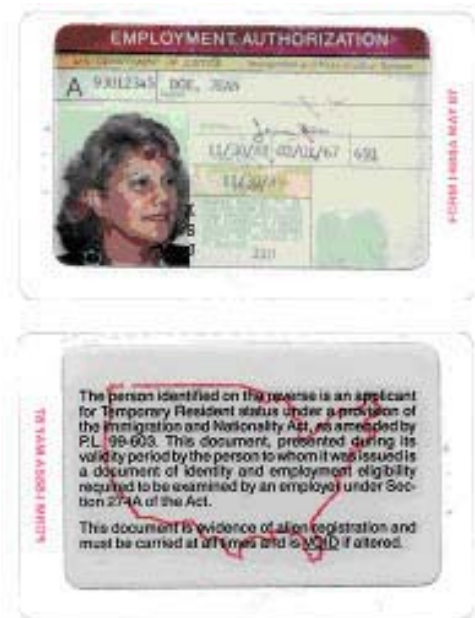 EMPLOYMENT AUTHORIZATION
U.S. DEPARTMENT OF JUSTICE
A 93012345 DOE, JEAN
691
FORM I-688A MAY 87
The person identified on the reverse is an applicant
for Temporary Resident status under a provision of
the Immigration and Nationality Act, as amended by
P.L. 99-603. This document, presented during its
validity period by the person to whom it was issued is
a document of identity and employment eligibility
required to be examined by an employer under Sec-
tion 274A of the Act.
This document is evidence of alien registration and
must be carried at all times and is VOID if altered.